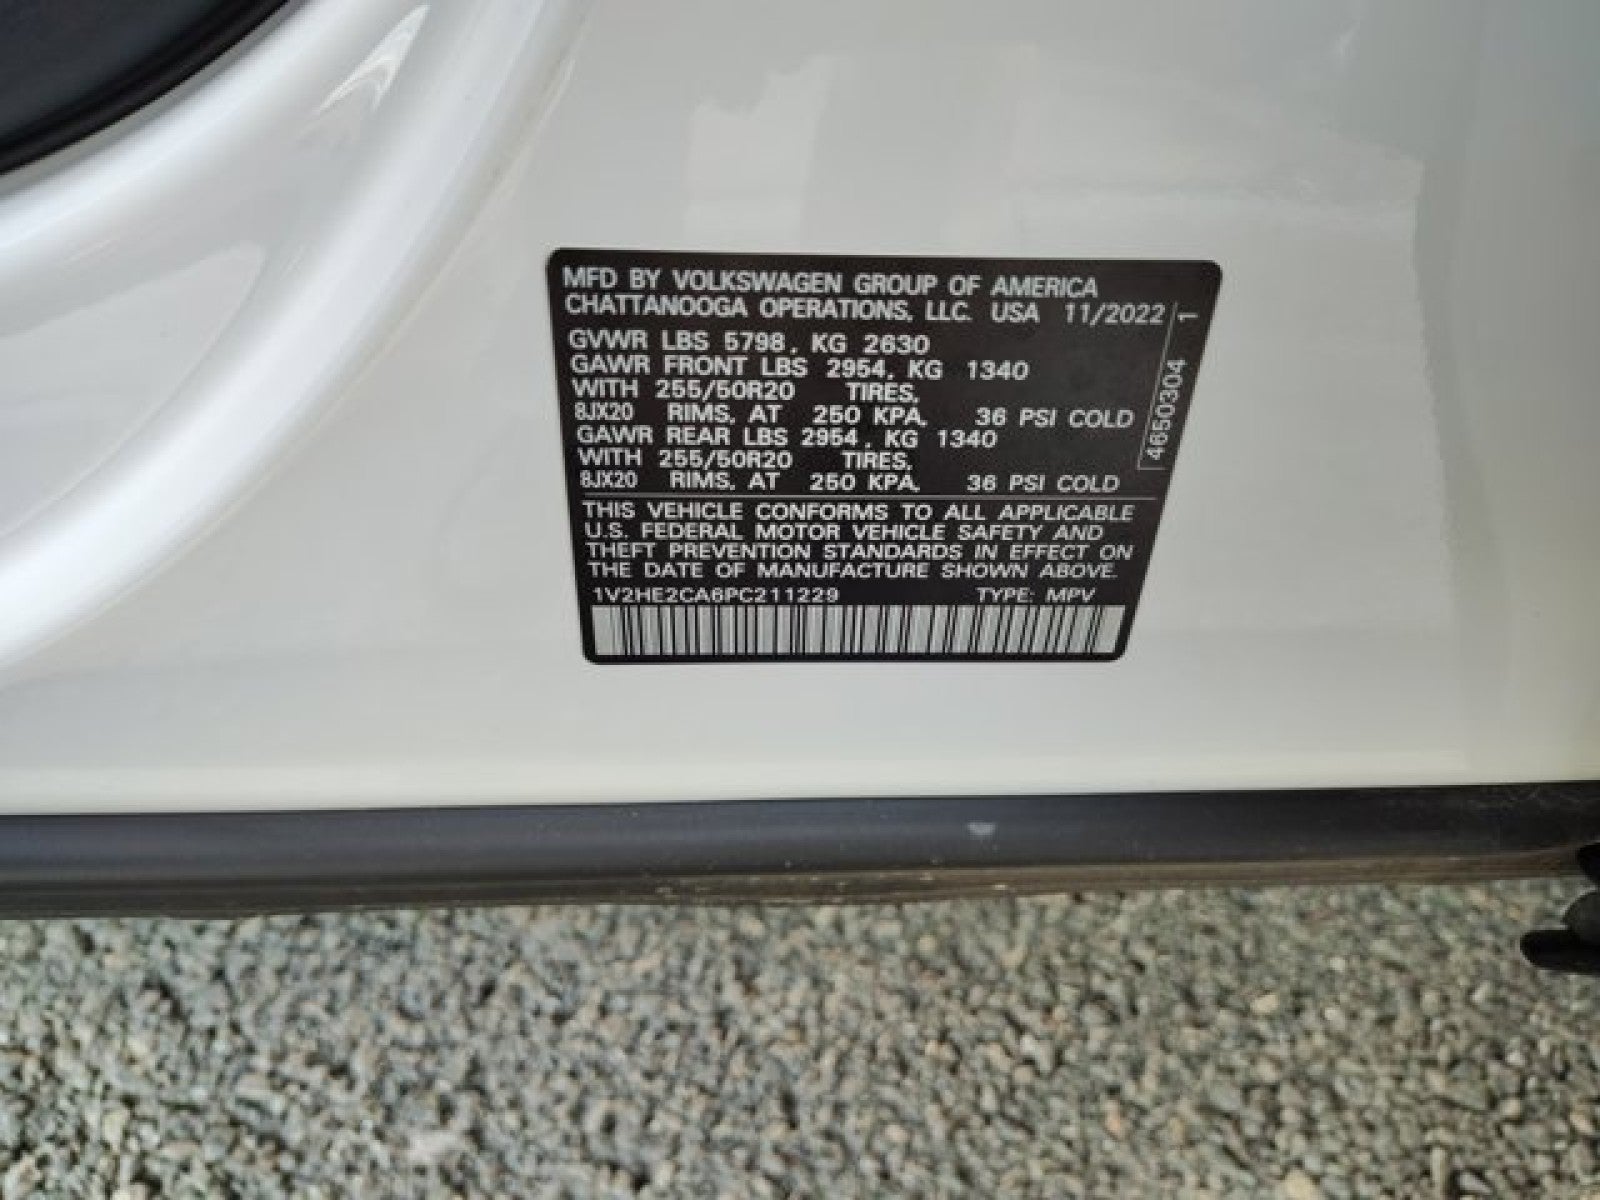 MFD BY VOLKSWAGEN GROUP OF AMERICA
CHATTANOOGA OPERATIONS, LLC. USA 11/2022
GVWR LBS 5798, KG 2630
GAWR FRONT LBS 2954, KG 1340
WITH 255/50R20 TIRES,
8JX20 RIMS, AT 250 KPA, 36 PSI COLD
GAWR REAR LBS 2954, KG 1340
WITH 255/50R20 TIRES,
8JX20 RIMS, AT 250 KPA, 36 PSI COLD
THIS VEHICLE CONFORMS TO ALL APPLICABLE
U.S. FEDERAL MOTOR VEHICLE SAFETY AND
THEFT PREVENTION STANDARDS IN EFFECT ON
THE DATE OF MANUFACTURE SHOWN ABOVE.
1V2HE2CA6PC211229 TYPE: MPV
4650304 1